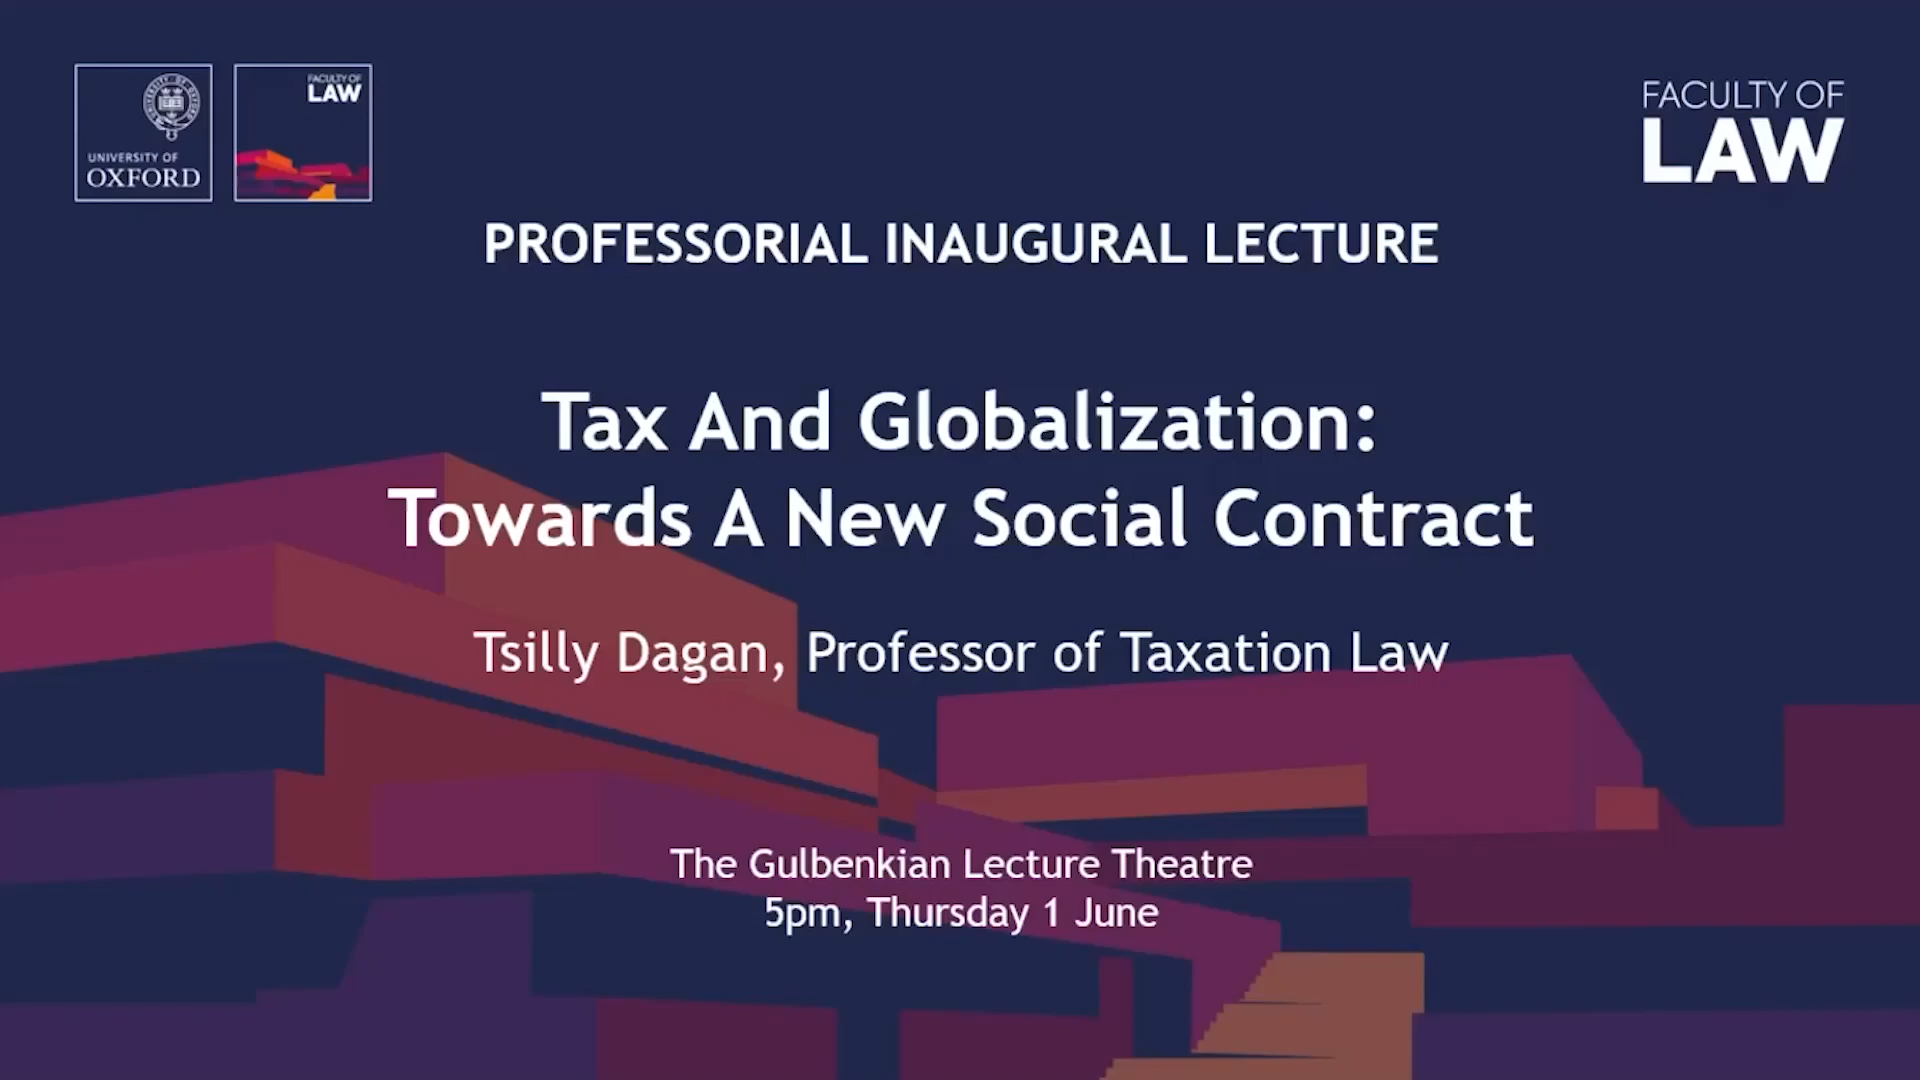 UNIVERSITY OF
OXFORD
FACULTY OF
LAW
FACULTY OF
LAW
PROFESSORIAL INAUGURAL LECTURE
Tax And Globalization:
Towards A New Social Contract
Tsilly Dagan, Professor of Taxation Law
The Gulbenkian Lecture Theatre
5pm, Thursday 1 June